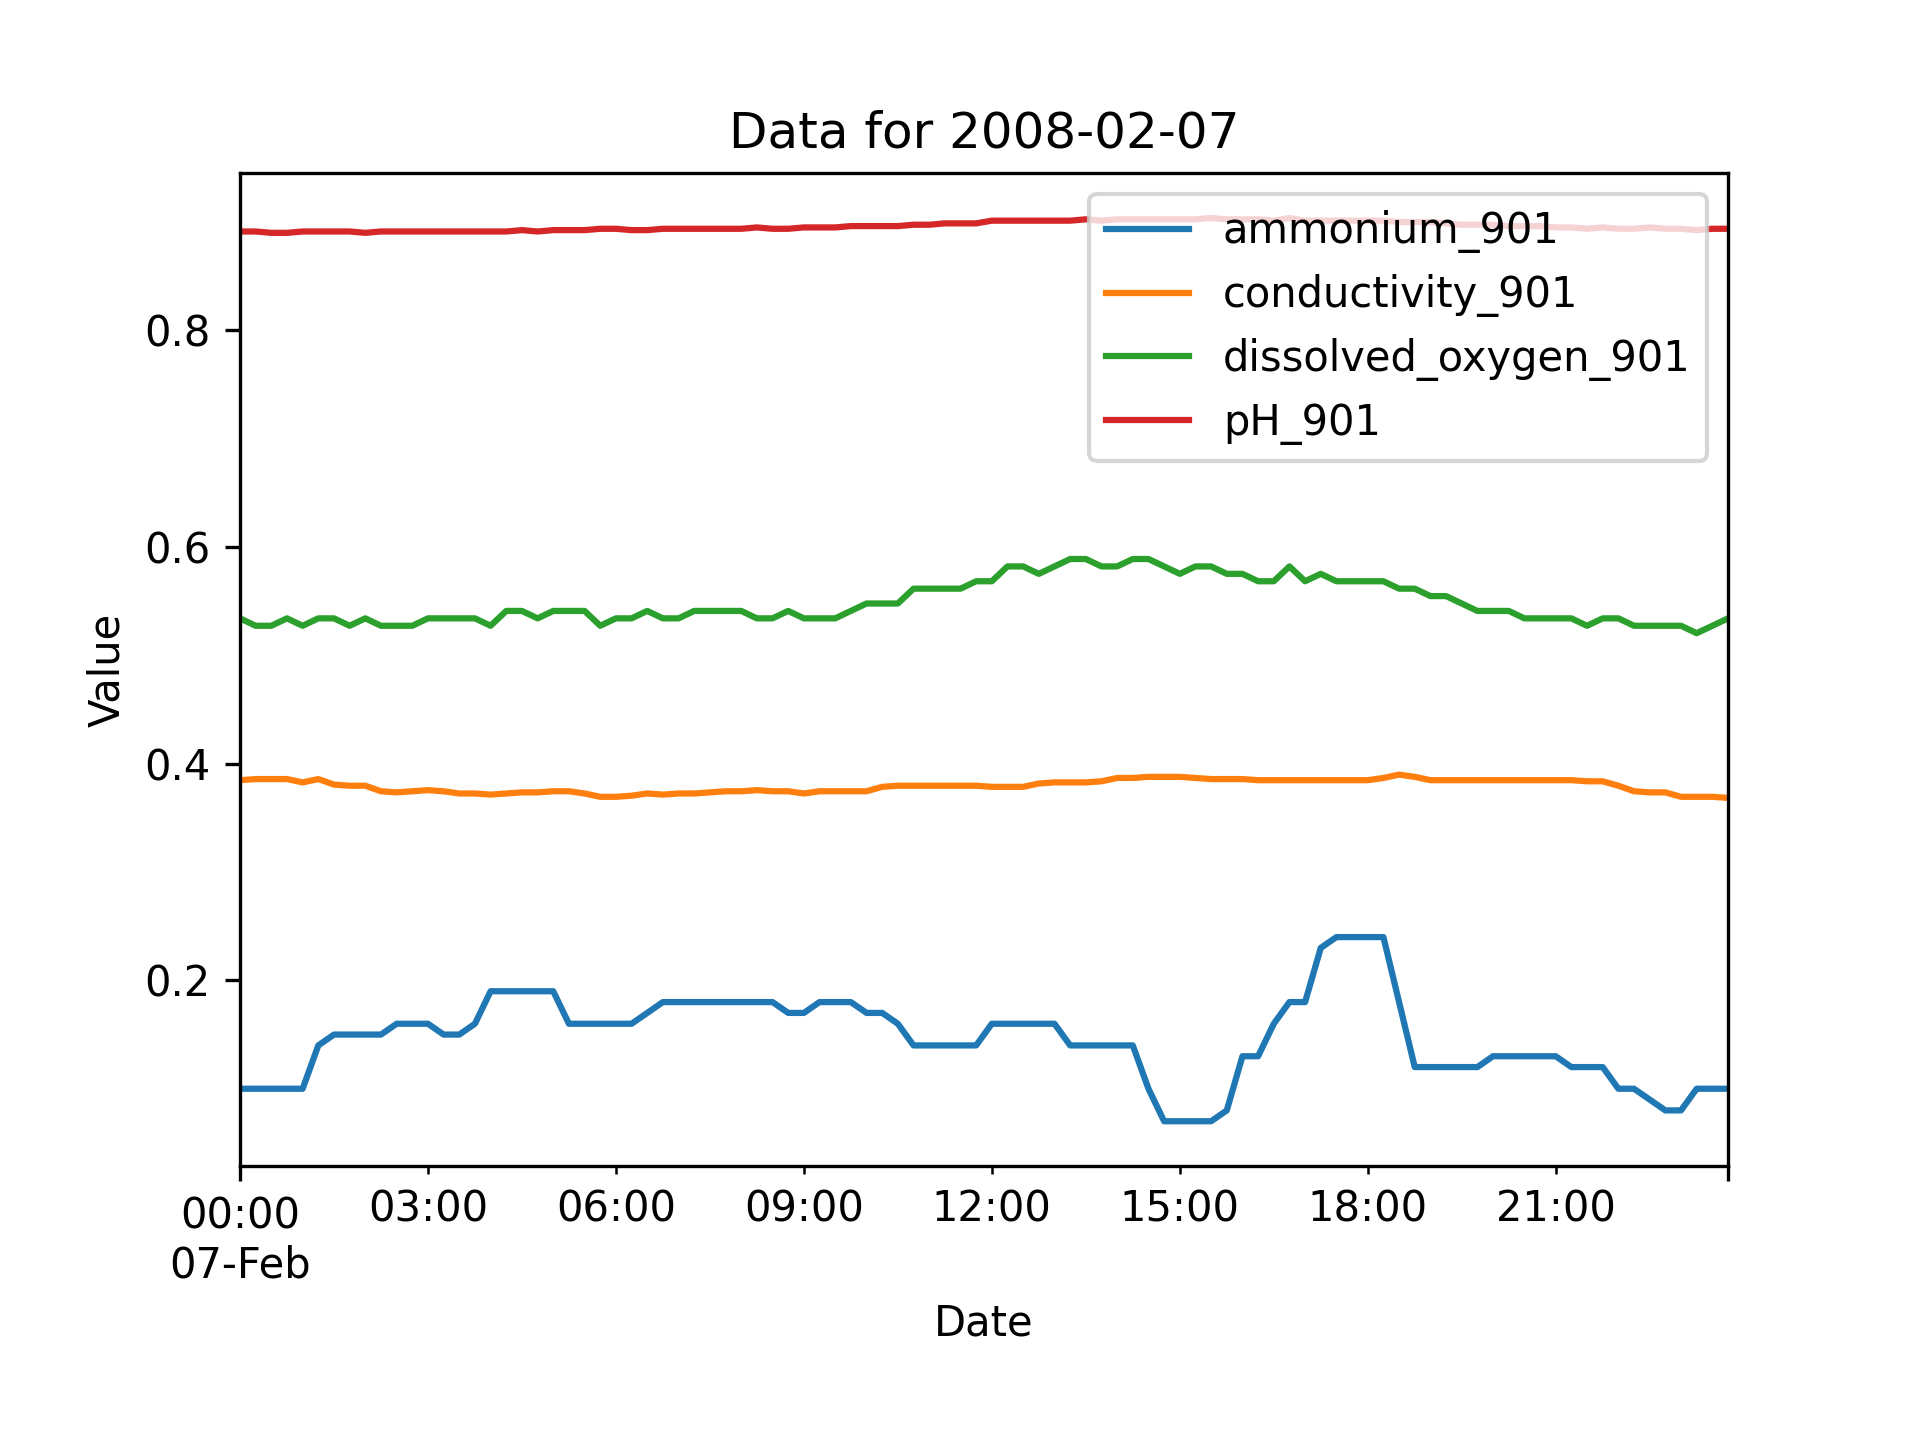 Data for 2008-02-07
ammonium_901
conductivity_901
dissolved_oxygen_901
pH_901
0.8
0.6
0.4
0.2
Value
00:00 03:00 06:00 09:00 12:00 15:00 18:00 21:00
07-Feb
Date